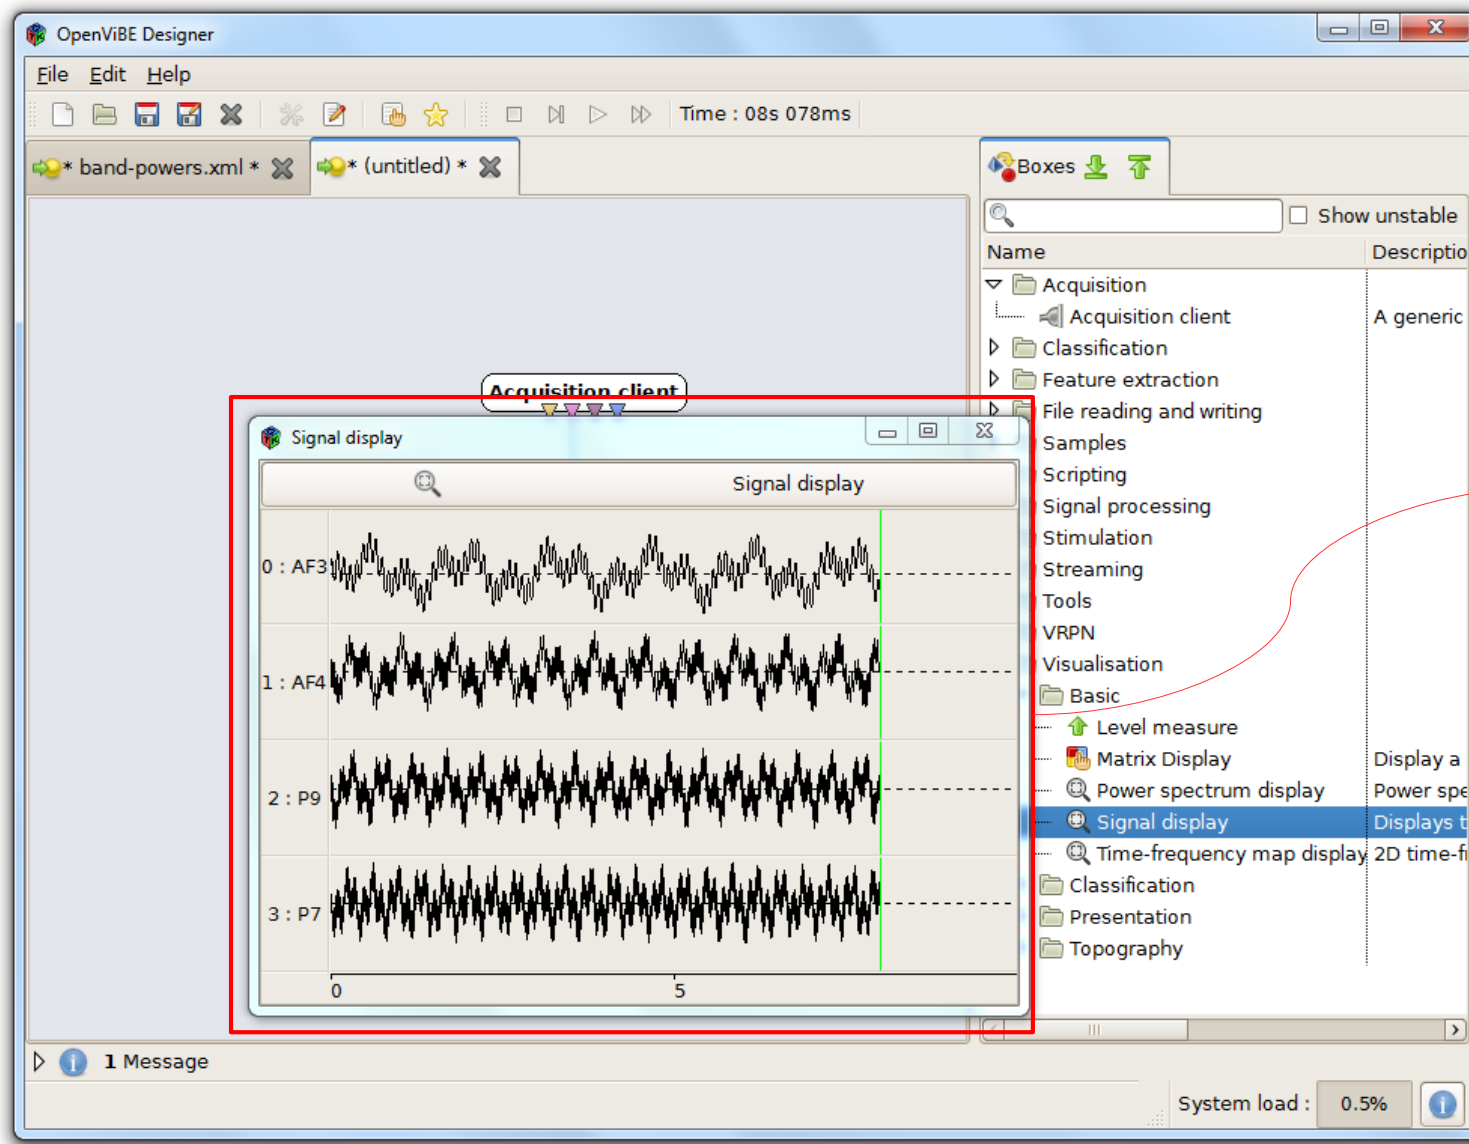 OpenViBE Designer
File Edit Help
Time : 08s 078ms
* band-powers.xml *
* (untitled) *
Boxes
Show unstable
Name
Descriptio
Acquisition
Acquisition client
A generic
Classification
Feature extraction
File reading and writing
Samples
Scripting
Signal processing
Stimulation
Streaming
Tools
VRPN
Visualisation
Basic
Level measure
Matrix Display
Display a
Power spectrum display
Power spe
Signal display
Displays t
Time-frequency map display
2D time-fr
Classification
Presentation
Topography
Acquisition client
Signal display
Signal display
0 : AF3
1 : AF4
2 : P9
3 : P7
0
5
1 Message
System load :
0.5%